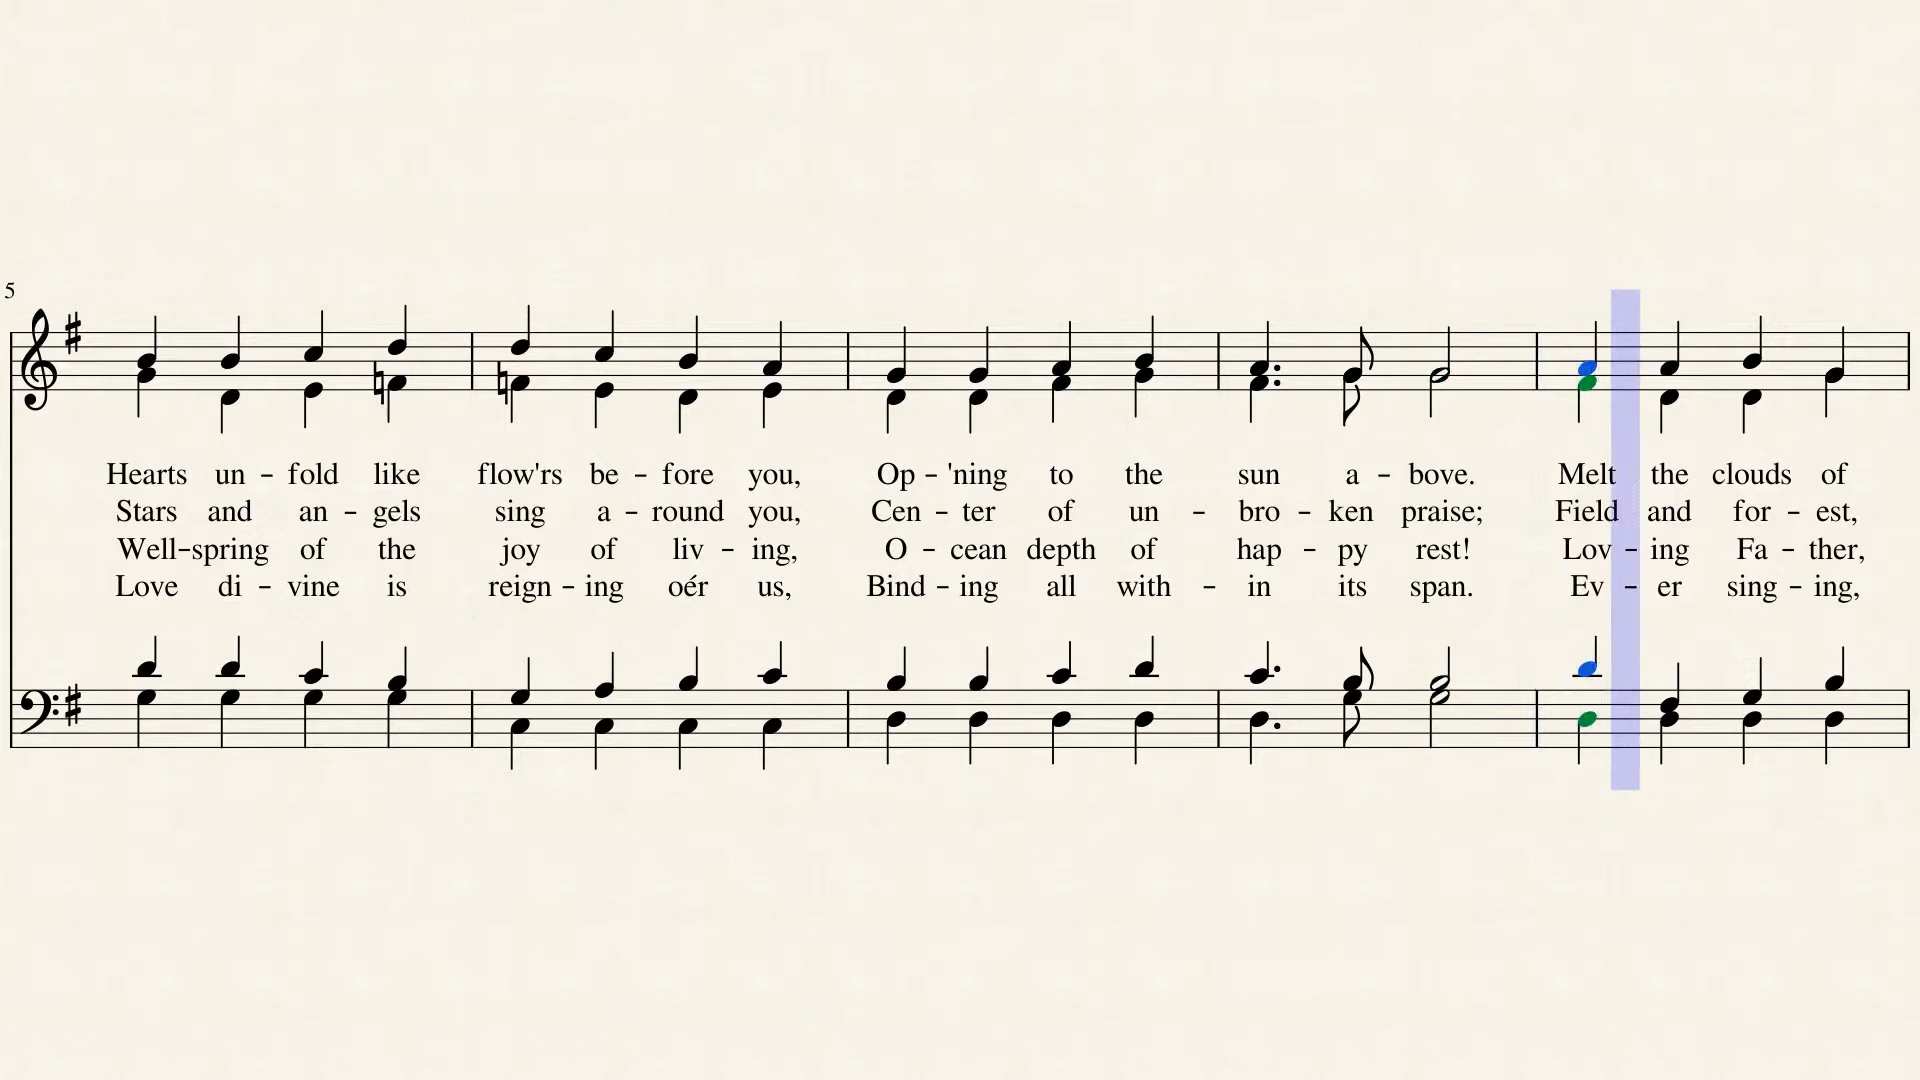 5
Hearts un - fold like flow'rs be - fore you, Op - 'ning to the sun a - bove. Melt the clouds of
Stars and an - gels sing a - round you, Cen - ter of un - bro - ken praise; Field and for - est,
Well - spring of the joy of liv - ing, O - cean depth of hap - py rest! Lov - ing Fa - ther,
Love di - vine is reign - ing oér us, Bind - ing all with - in its span. Ev - er sing - ing,